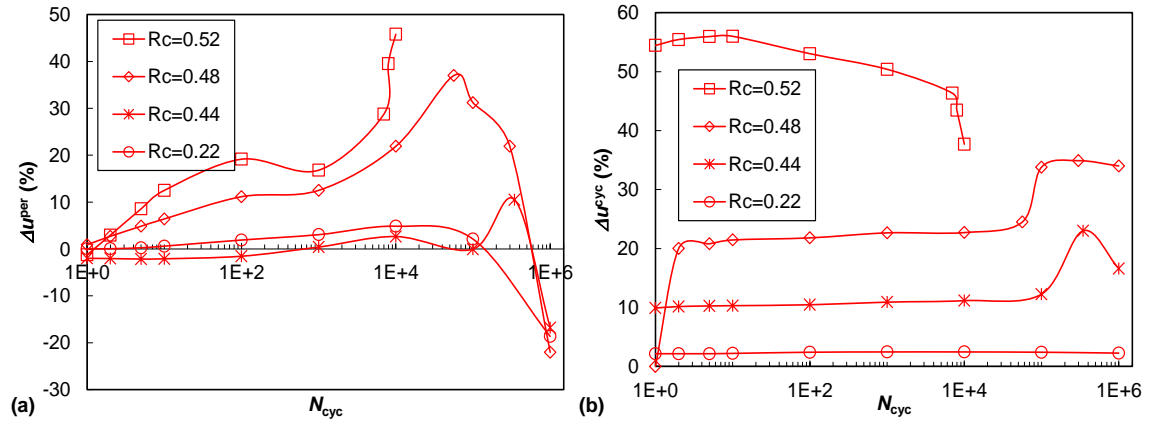 50
40
30
20
10
0
-10
-20
-30
Δu^per (%)
Rc=0.52
Rc=0.48
Rc=0.44
Rc=0.22
1E+0
1E+2
1E+4
1E+6
N_cyc
(a)
60
50
40
30
20
10
0
Δu^cyc (%)
Rc=0.52
Rc=0.48
Rc=0.44
Rc=0.22
1E+0
1E+2
1E+4
1E+6
N_cyc
(b)